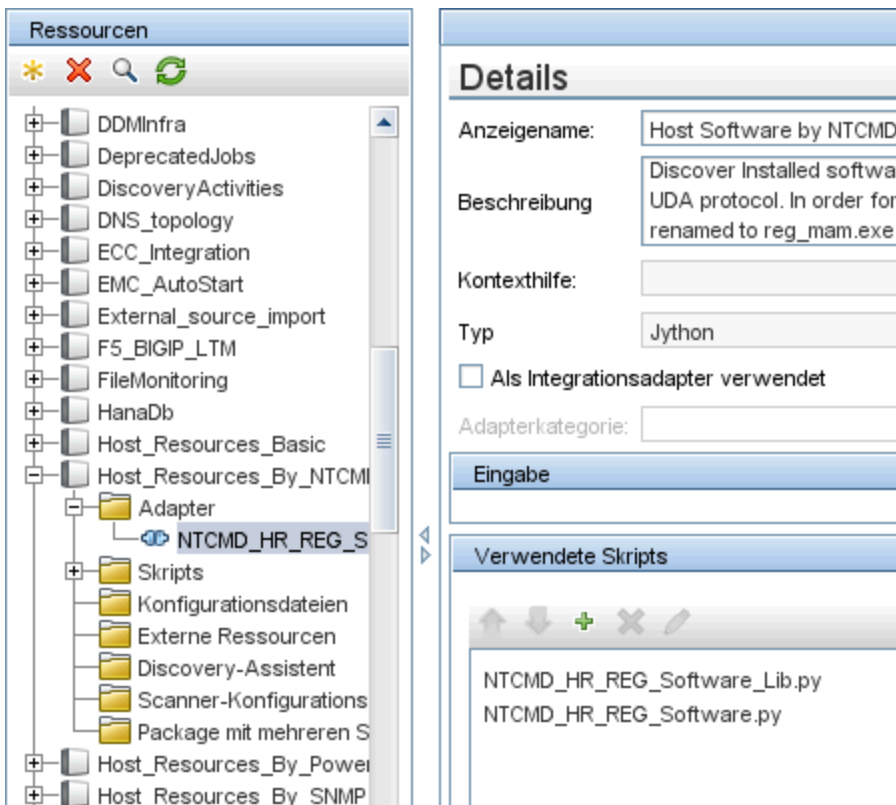 Ressourcen
DDMInfra
DeprecatedJobs
DiscoveryActivities
DNS_topology
ECC_Integration
EMC_AutoStart
External_source_import
F5_BIGIP_LTM
FileMonitoring
HanaDb
Host_Resources_Basic
Host_Resources_By_NTCM
Adapter
NTCMD_HR_REG_S
Skripts
Konfigurationsdateien
Externe Ressourcen
Discovery-Assistent
Scanner-Konfigurations
Package mit mehreren S
Host_Resources_By_Power
Host_Resources_By_SNMP
Details
Anzeigename: Host Software by NTCMD
Beschreibung
Discover Installed softwa
UDA protocol. In order for
renamed to reg_mam.exe
Kontexthilfe:
Typ Jython
Als Integrationsadapter verwendet
Adapterkategorie:
Eingabe
Verwendete Skripts
NTCMD_HR_REG_Software_Lib.py
NTCMD_HR_REG_Software.py